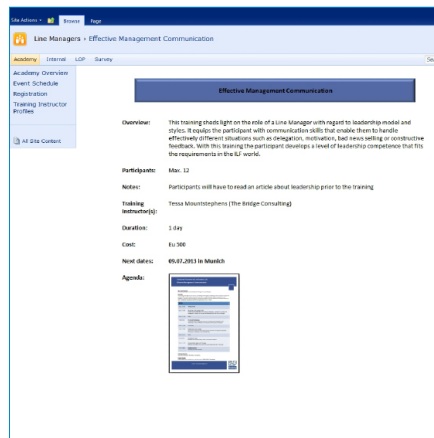 Site Actions
Browse
Page
Line Managers › Effective Management Communication
Academy
Internal
LDP
Survey
Academy Overview
Event Schedule
Registration
Training Instructor
Profiles
All Site Content
Effective Management Communication
Overview: This training sheds light on the role of a Line Manager with regard to leadership model and
styles. It equips the participant with communication skills that enable them to handle
effectively different situations such as delegation, motivation, bad news selling or constructive
feedback. With this training the participant develops a level of leadership competence that fits
the requirements in the ILF world.
Participants: Max. 12
Notes: Participants will have to read an article about leadership prior to the training
Training Tessa Mountstephens (The Bridge Consulting)
Instructor(s):
Duration: 1 day
Cost: Eu 500
Next dates: 09.07.2013 in Munich
Agenda: